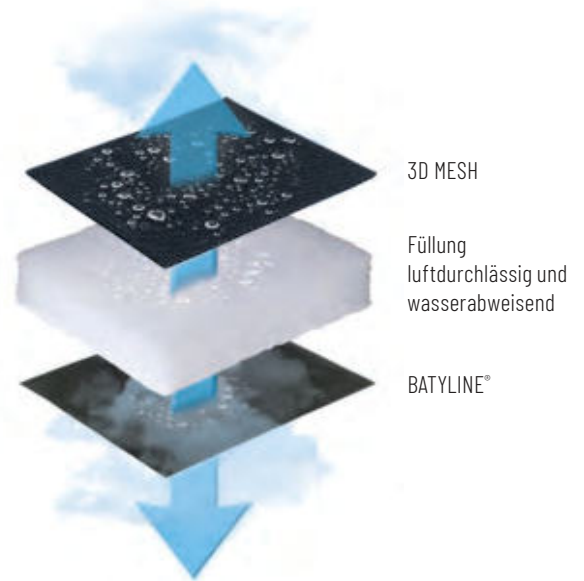 3D MESH
Füllung
luftdurchlässig und
wasserabweisend
BATYLINE®